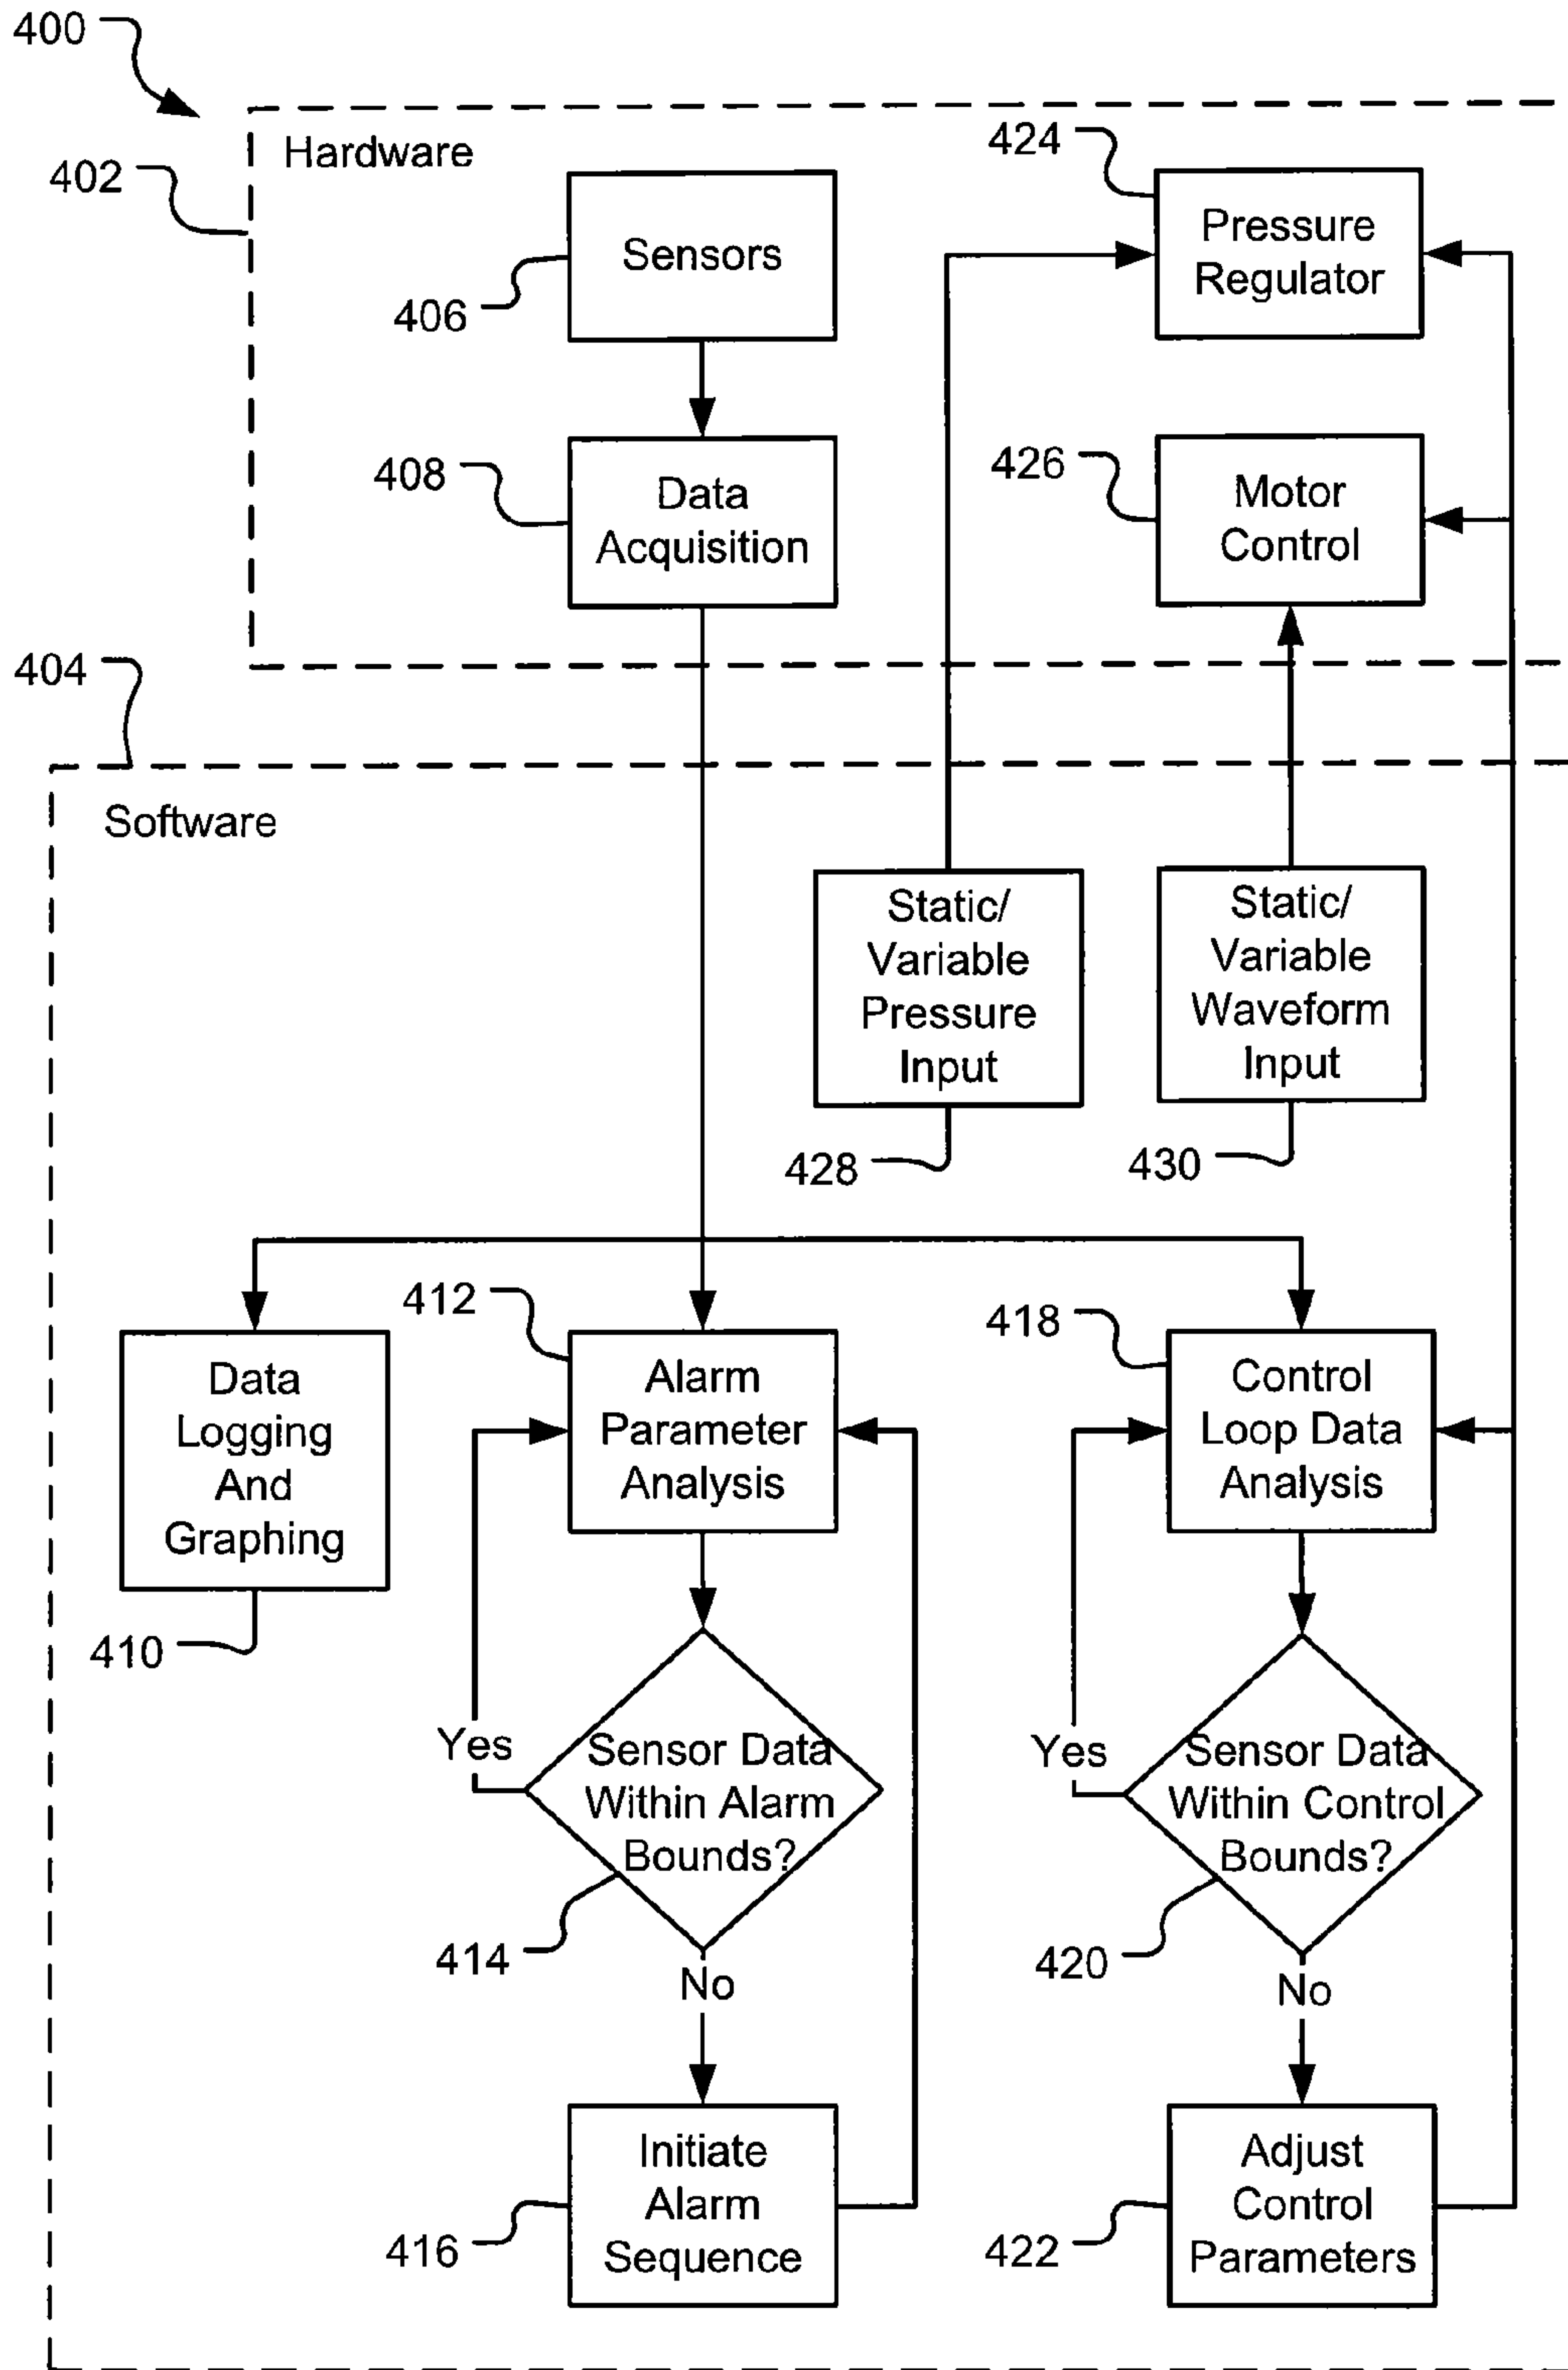 400
402
Hardware
Sensors
406
424
Pressure
Regulator
408
Data
Acquisition
426
Motor
Control
404
Software
Static/
Variable
Pressure
Input
428
Static/
Variable
Waveform
Input
430
Data
Logging
And
Graphing
410
412
Alarm
Parameter
Analysis
418
Control
Loop Data
Analysis
Yes
Sensor Data
Within Alarm
Bounds?
414
No
Yes
Sensor Data
Within Control
Bounds?
420
No
Initiate
Alarm
Sequence
416
Adjust
Control
Parameters
422